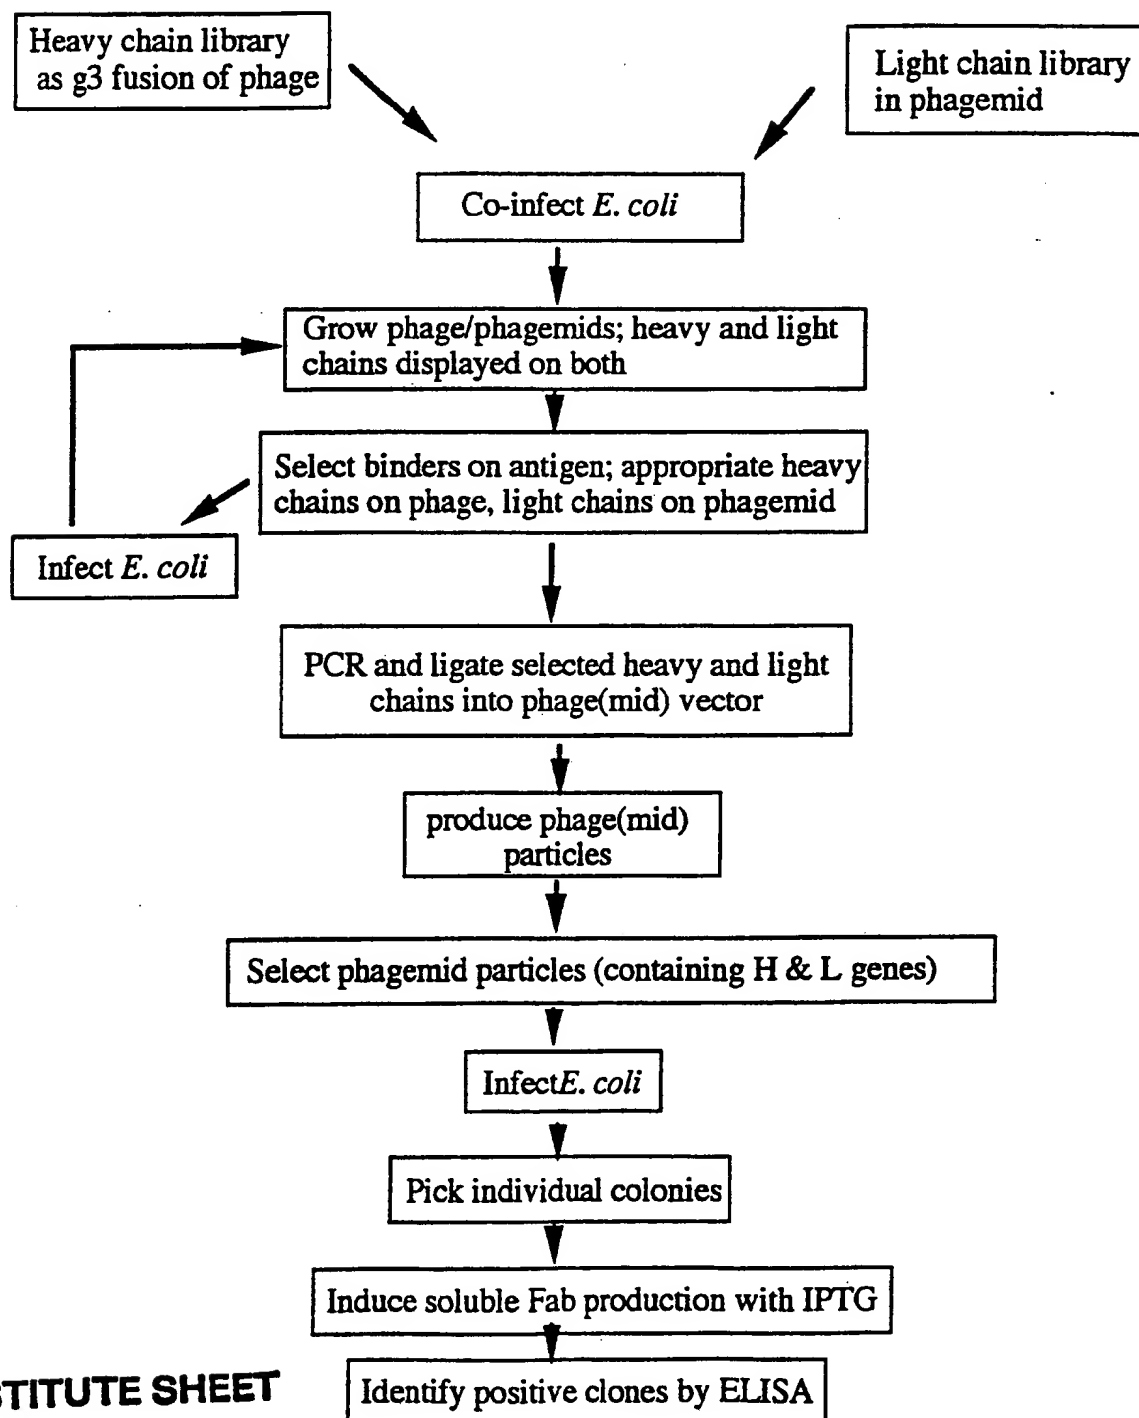 Heavy chain library
as g3 fusion of phage
Light chain library
in phagemid
Co-infect E. coli
Grow phage/phagemids; heavy and light
chains displayed on both
Select binders on antigen; appropriate heavy
chains on phage, light chains on phagemid
Infect E. coli
PCR and ligate selected heavy and light
chains into phage(mid) vector
produce phage(mid)
particles
Select phagemid particles (containing H & L genes)
InfectE. coli
Pick individual colonies
Induce soluble Fab production with IPTG
STITUTE SHEET
Identify positive clones by ELISA